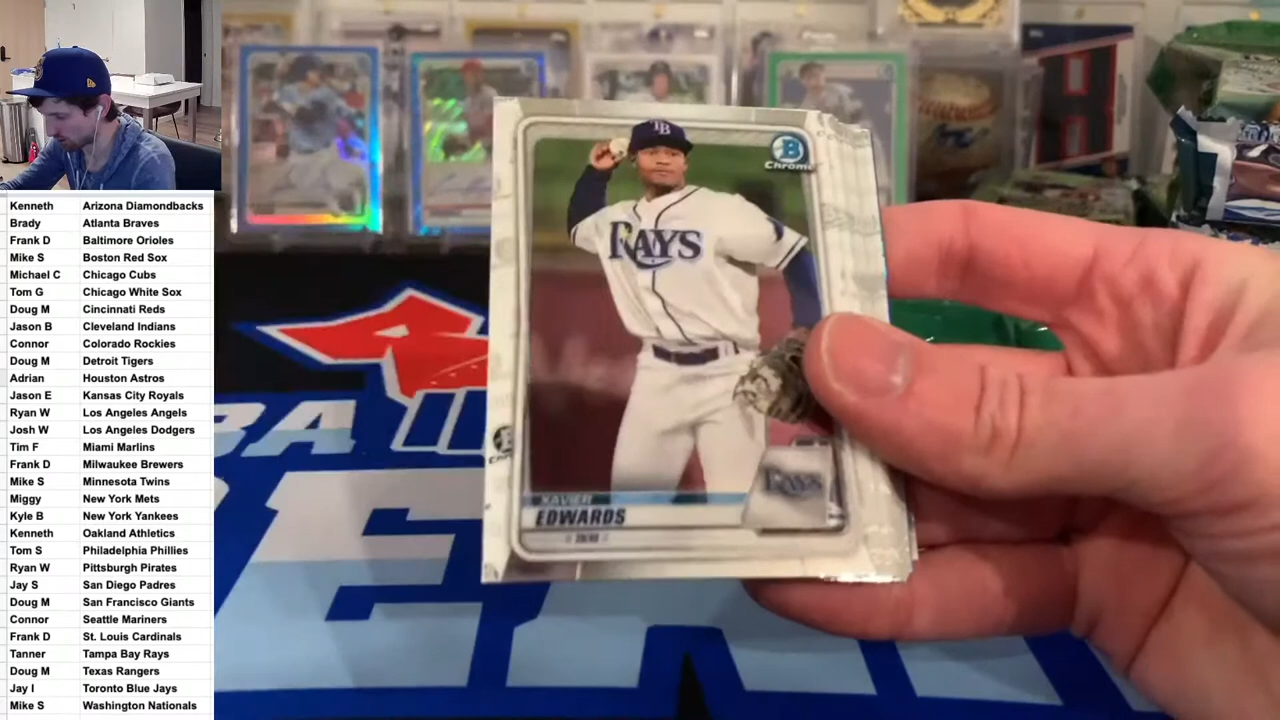 Kenneth Arizona Diamondbacks
Brady Atlanta Braves
Frank D Baltimore Orioles
Mike S Boston Red Sox
Michael C Chicago Cubs
Tom G Chicago White Sox
Doug M Cincinnati Reds
Jason B Cleveland Indians
Connor Colorado Rockies
Doug M Detroit Tigers
Adrian Houston Astros
Jason E Kansas City Royals
Ryan W Los Angeles Angels
Josh W Los Angeles Dodgers
Tim F Miami Marlins
Frank D Milwaukee Brewers
Mike S Minnesota Twins
Miggy New York Mets
Kyle B New York Yankees
Kenneth Oakland Athletics
Tom S Philadelphia Phillies
Ryan W Pittsburgh Pirates
Jay S San Diego Padres
Doug M San Francisco Giants
Connor Seattle Mariners
Frank D St. Louis Cardinals
Tanner Tampa Bay Rays
Doug M Texas Rangers
Jay I Toronto Blue Jays
Mike S Washington Nationals
TB
B
Chrome
RAYS
RAYS
XAVIER
EDWARDS